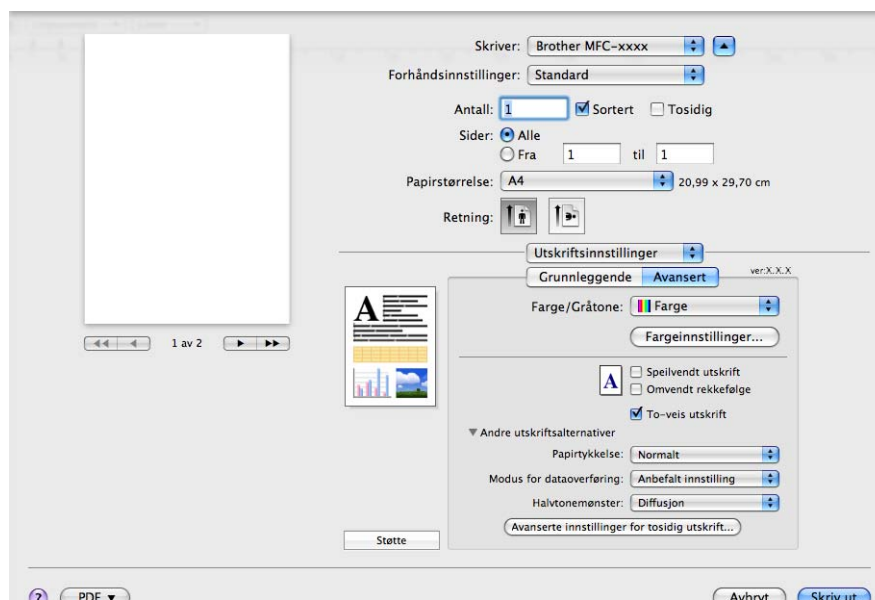 Skriver: Brother MFC-xxxx
Forhåndsinnstillinger: Standard
Antall: 1 Sortert Tosidig
Sider: Alle
Fra 1 til 1
Papirstørrelse: A4 20,99 x 29,70 cm
Retning:
Utskriftsinnstillinger
Grunnleggende Avansert ver:X.X.X
Farge/Gråtone: Farge
Fargeinnstillinger...
A
1 av 2
A
Speilvendt utskrift
Omvendt rekkefølge
To-veis utskrift
Andre utskriftsalternativer
Papirtykkelse: Normalt
Modus for dataoverføring: Anbefalt innstilling
Halvtonemønster: Diffusjon
Avanserte innstillinger for tosidig utskrift...
Støtte
? PDF Avbryt Skriv ut